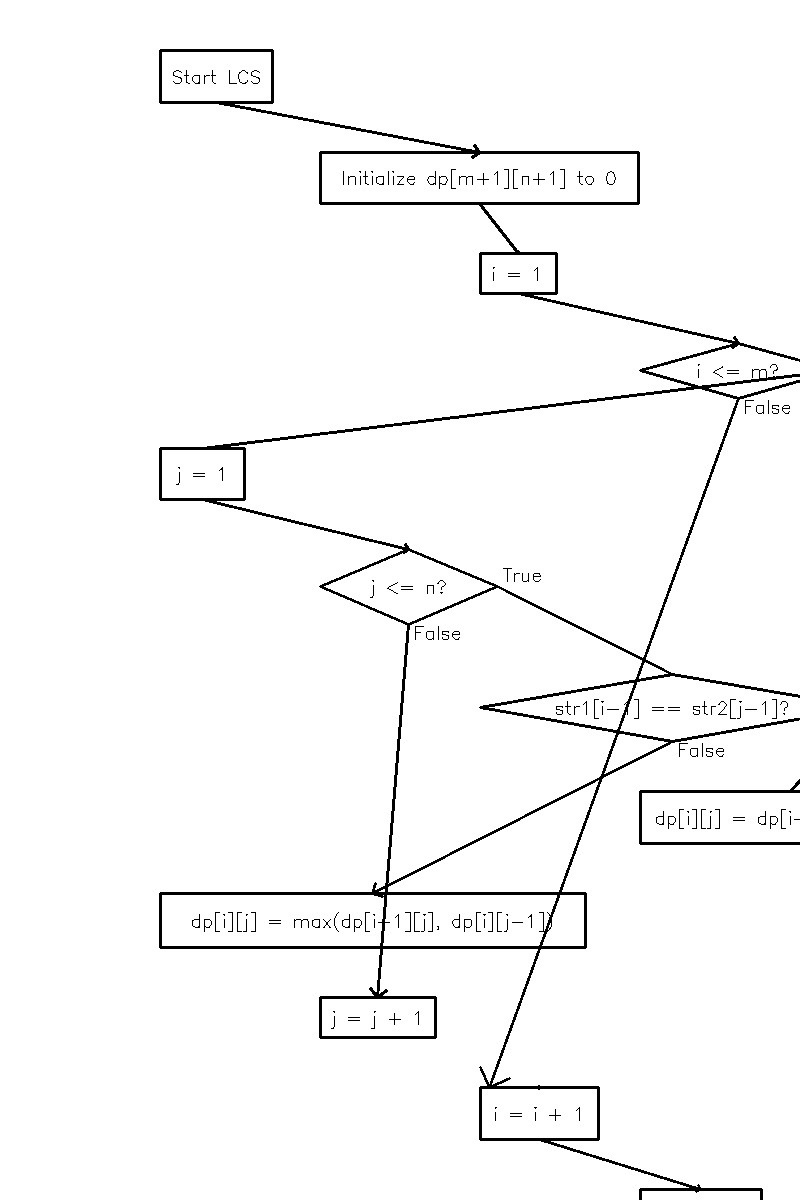 Start LCS
Initialize dp[m+1][n+1] to 0
i = 1
i <= m?
False
j = 1
j <= n?
True
False
str1[i-1] == str2[j-1]?
False
dp[i][j] = dp[i-
dp[i][j] = max(dp[i-1][j], dp[i][j-1])
j = j + 1
i = i + 1